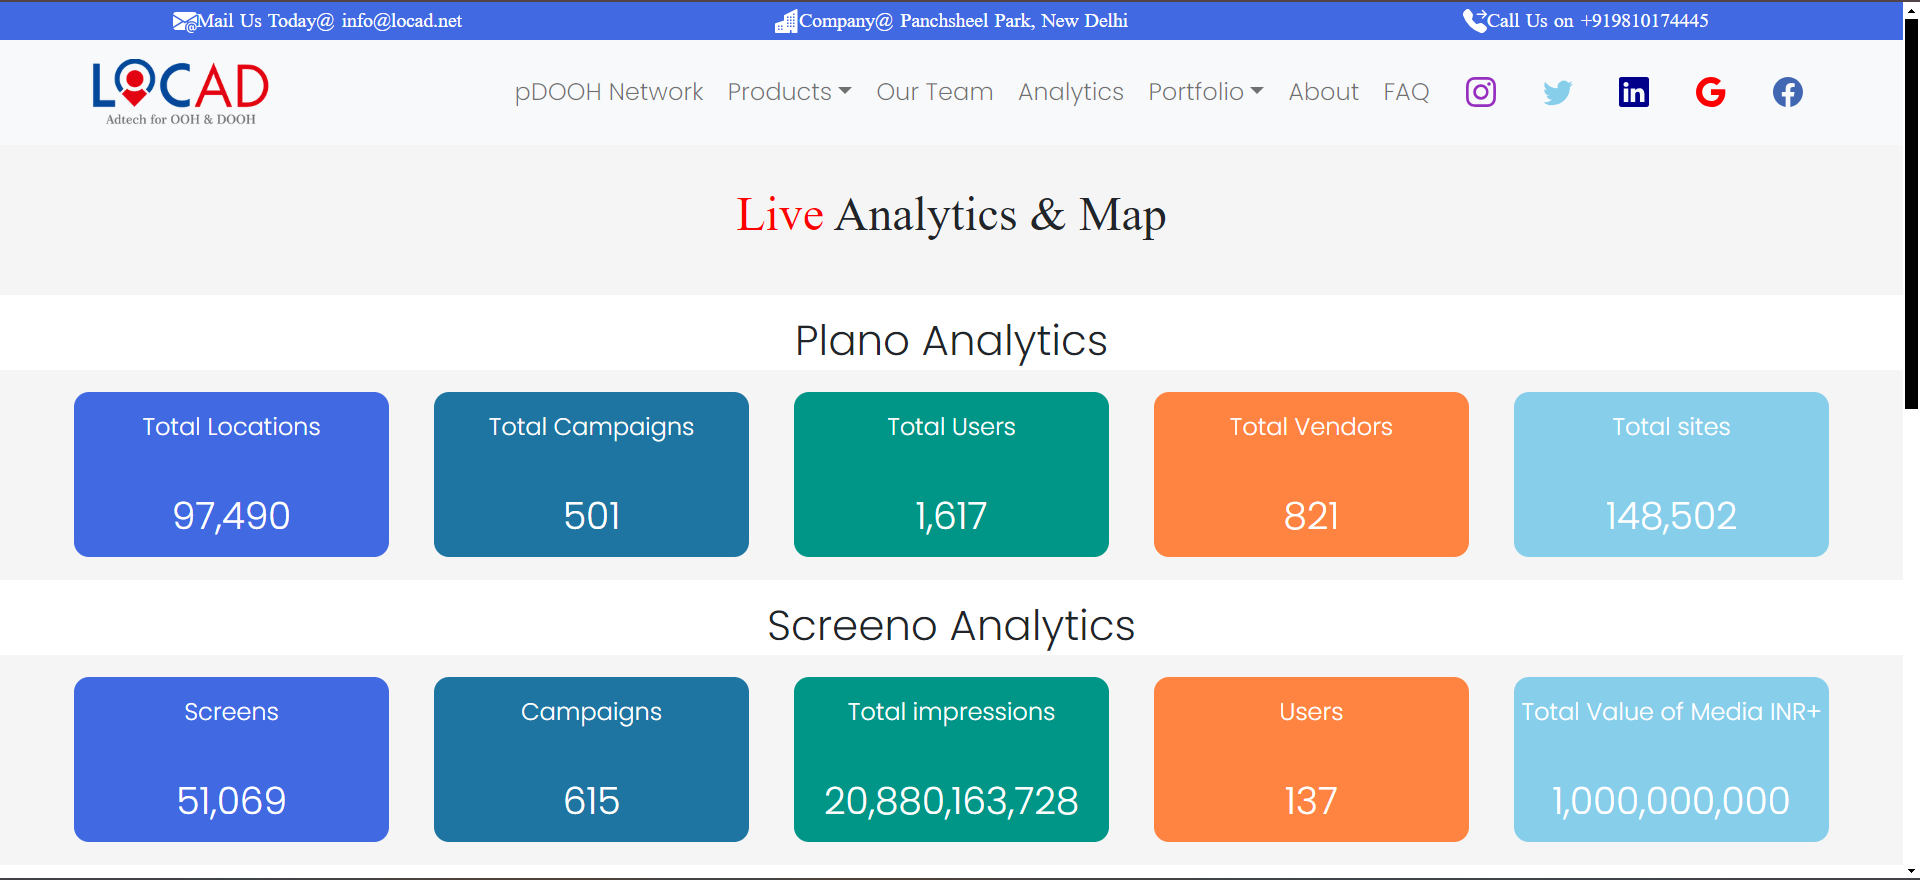 Mail Us Today@ info@locad.net
Company@ Panchsheel Park, New Delhi
Call Us on +919810174445
LOCAD
Adtech for OOH & DOOH
pDOOH Network Products Our Team Analytics Portfolio About FAQ
Live Analytics & Map
Plano Analytics
Total Locations
97,490
Total Campaigns
501
Total Users
1,617
Total Vendors
821
Total sites
148,502
Screeno Analytics
Screens
51,069
Campaigns
615
Total impressions
20,880,163,728
Users
137
Total Value of Media INR+
1,000,000,000